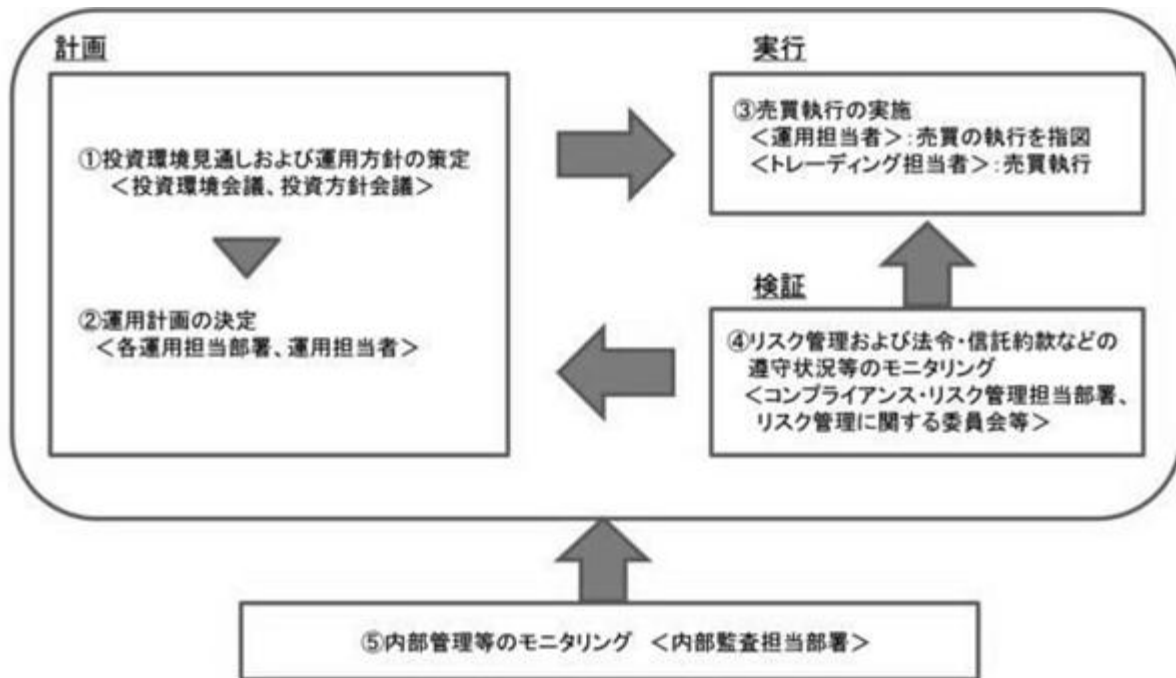 計画
①投資環境見通しおよび運用方針の策定
＜投資環境会議、投資方針会議＞
②運用計画の決定
＜各運用担当部署、運用担当者＞
実行
③売買執行の実施
＜運用担当者＞：売買の執行を指図
＜トレーディング担当者＞：売買執行
検証
④リスク管理および法令・信託約款などの
遵守状況等のモニタリング
＜コンプライアンス・リスク管理担当部署、
リスク管理に関する委員会等＞
⑤内部管理等のモニタリング ＜内部監査担当部署＞